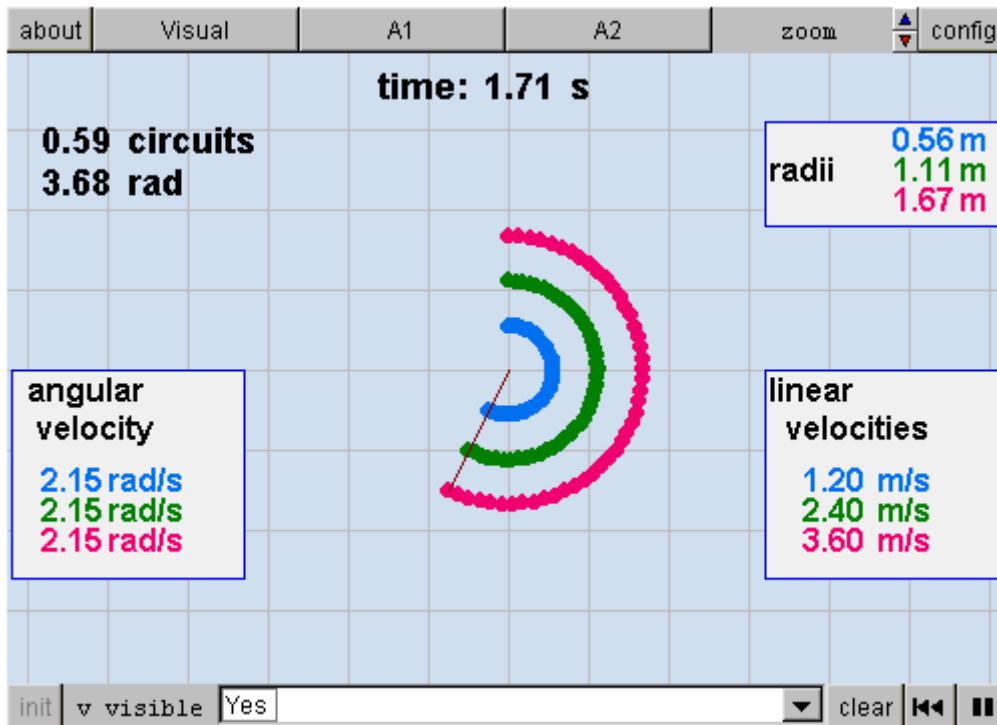 about Visual A1 A2 zoom config
time: 1.71 s
0.59 circuits
3.68 rad
radii
0.56 m
1.11 m
1.67 m
angular
velocity
2.15 rad/s
2.15 rad/s
2.15 rad/s
linear
velocities
1.20 m/s
2.40 m/s
3.60 m/s
init v visible Yes clear